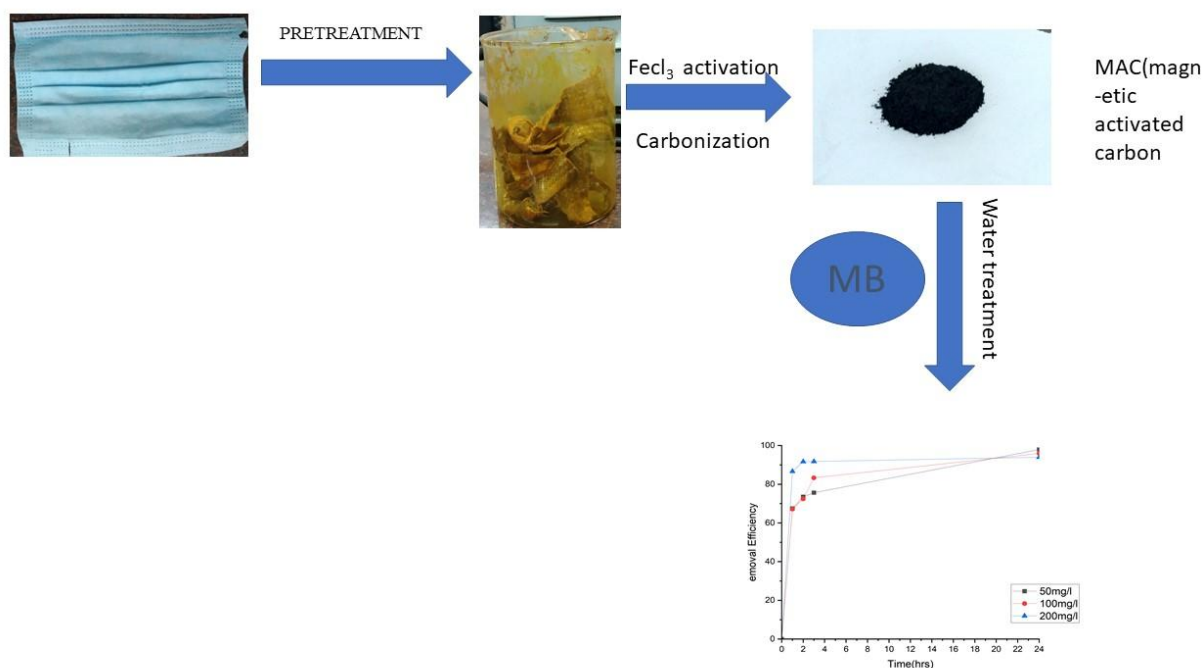 PRETREATMENT
Fecl₃ activation
Carbonization
MAC(magn
-etic
activated
carbon
Water treatment
MB
100
80
60
40
20
0
emoval Efficiency
50mg/l
100mg/l
200mg/l
0 2 4 6 8 10 12 14 16 18 20 22 24
Time(hrs)